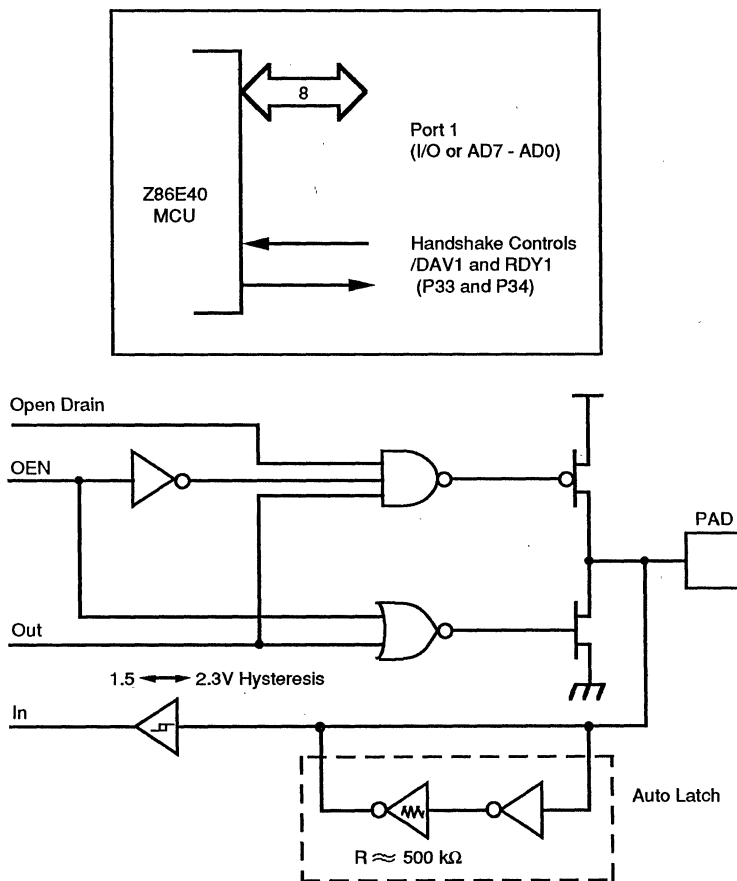 8
Port 1
(I/O or AD7 - AD0)
Z86E40
MCU
Handshake Controls
/DAV1 and RDY1
(P33 and P34)
Open Drain
OEN
PAD
Out
1.5 2.3V Hysteresis
In
Auto Latch
R ≈ 500 kΩ